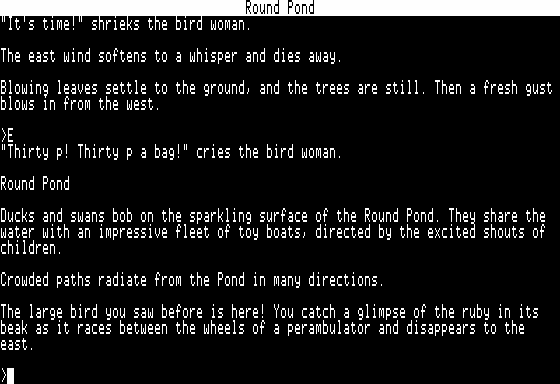 Round Pond
"It's time!" shrieks the bird woman.
The east wind softens to a whisper and dies away.
Blowing leaves settle to the ground, and the trees are still. Then a fresh gust
blows in from the west.
>E
"Thirty p! Thirty p a bag!" cries the bird woman.
Round Pond
Ducks and swans bob on the sparkling surface of the Round Pond. They share the
water with an impressive fleet of toy boats, directed by the excited shouts of
children.
Crowded paths radiate from the Pond in many directions.
The large bird you saw before is here! You catch a glimpse of the ruby in its
beak as it races between the wheels of a perambulator and disappears to the
east.
>